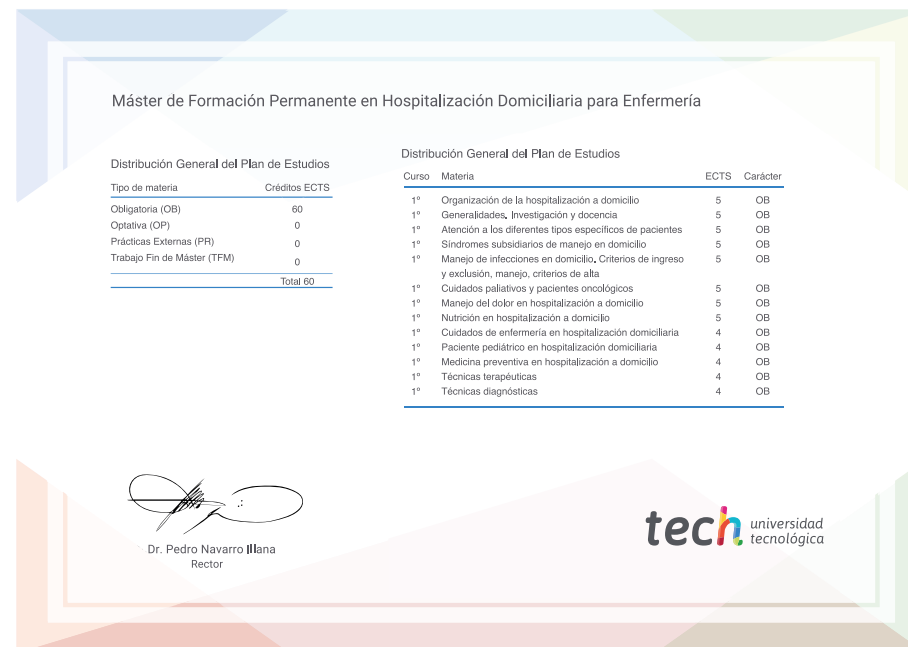 Máster de Formación Permanente en Hospitalización Domiciliaria para Enfermería
Distribución General del Plan de Estudios
Tipo de materia Créditos ECTS
Obligatoria (OB) 60
Optativa (OP) 0
Prácticas Externas (PR) 0
Trabajo Fin de Máster (TFM) 0
Total 60
Distribución General del Plan de Estudios
Curso Materia ECTS Carácter
1º Organización de la hospitalización a domicilio 5 OB
1º Generalidades. Investigación y docencia 5 OB
1º Atención a los diferentes tipos específicos de pacientes 5 OB
1º Síndromes subsidiarios de manejo en domicilio 5 OB
1º Manejo de infecciones en domicilio. Criterios de ingreso 5 OB
y exclusión, manejo, criterios de alta
1º Cuidados paliativos y pacientes oncológicos 5 OB
1º Manejo del dolor en hospitalización a domicilio 5 OB
1º Nutrición en hospitalización a domicilio 5 OB
1º Cuidados de enfermería en hospitalización domiciliaria 4 OB
1º Paciente pediátrico en hospitalización domiciliaria 4 OB
1º Medicina preventiva en hospitalización a domicilio 4 OB
1º Técnicas terapéuticas 4 OB
1º Técnicas diagnósticas 4 OB
Dr. Pedro Navarro Illana
Rector
tech universidad
tecnológica